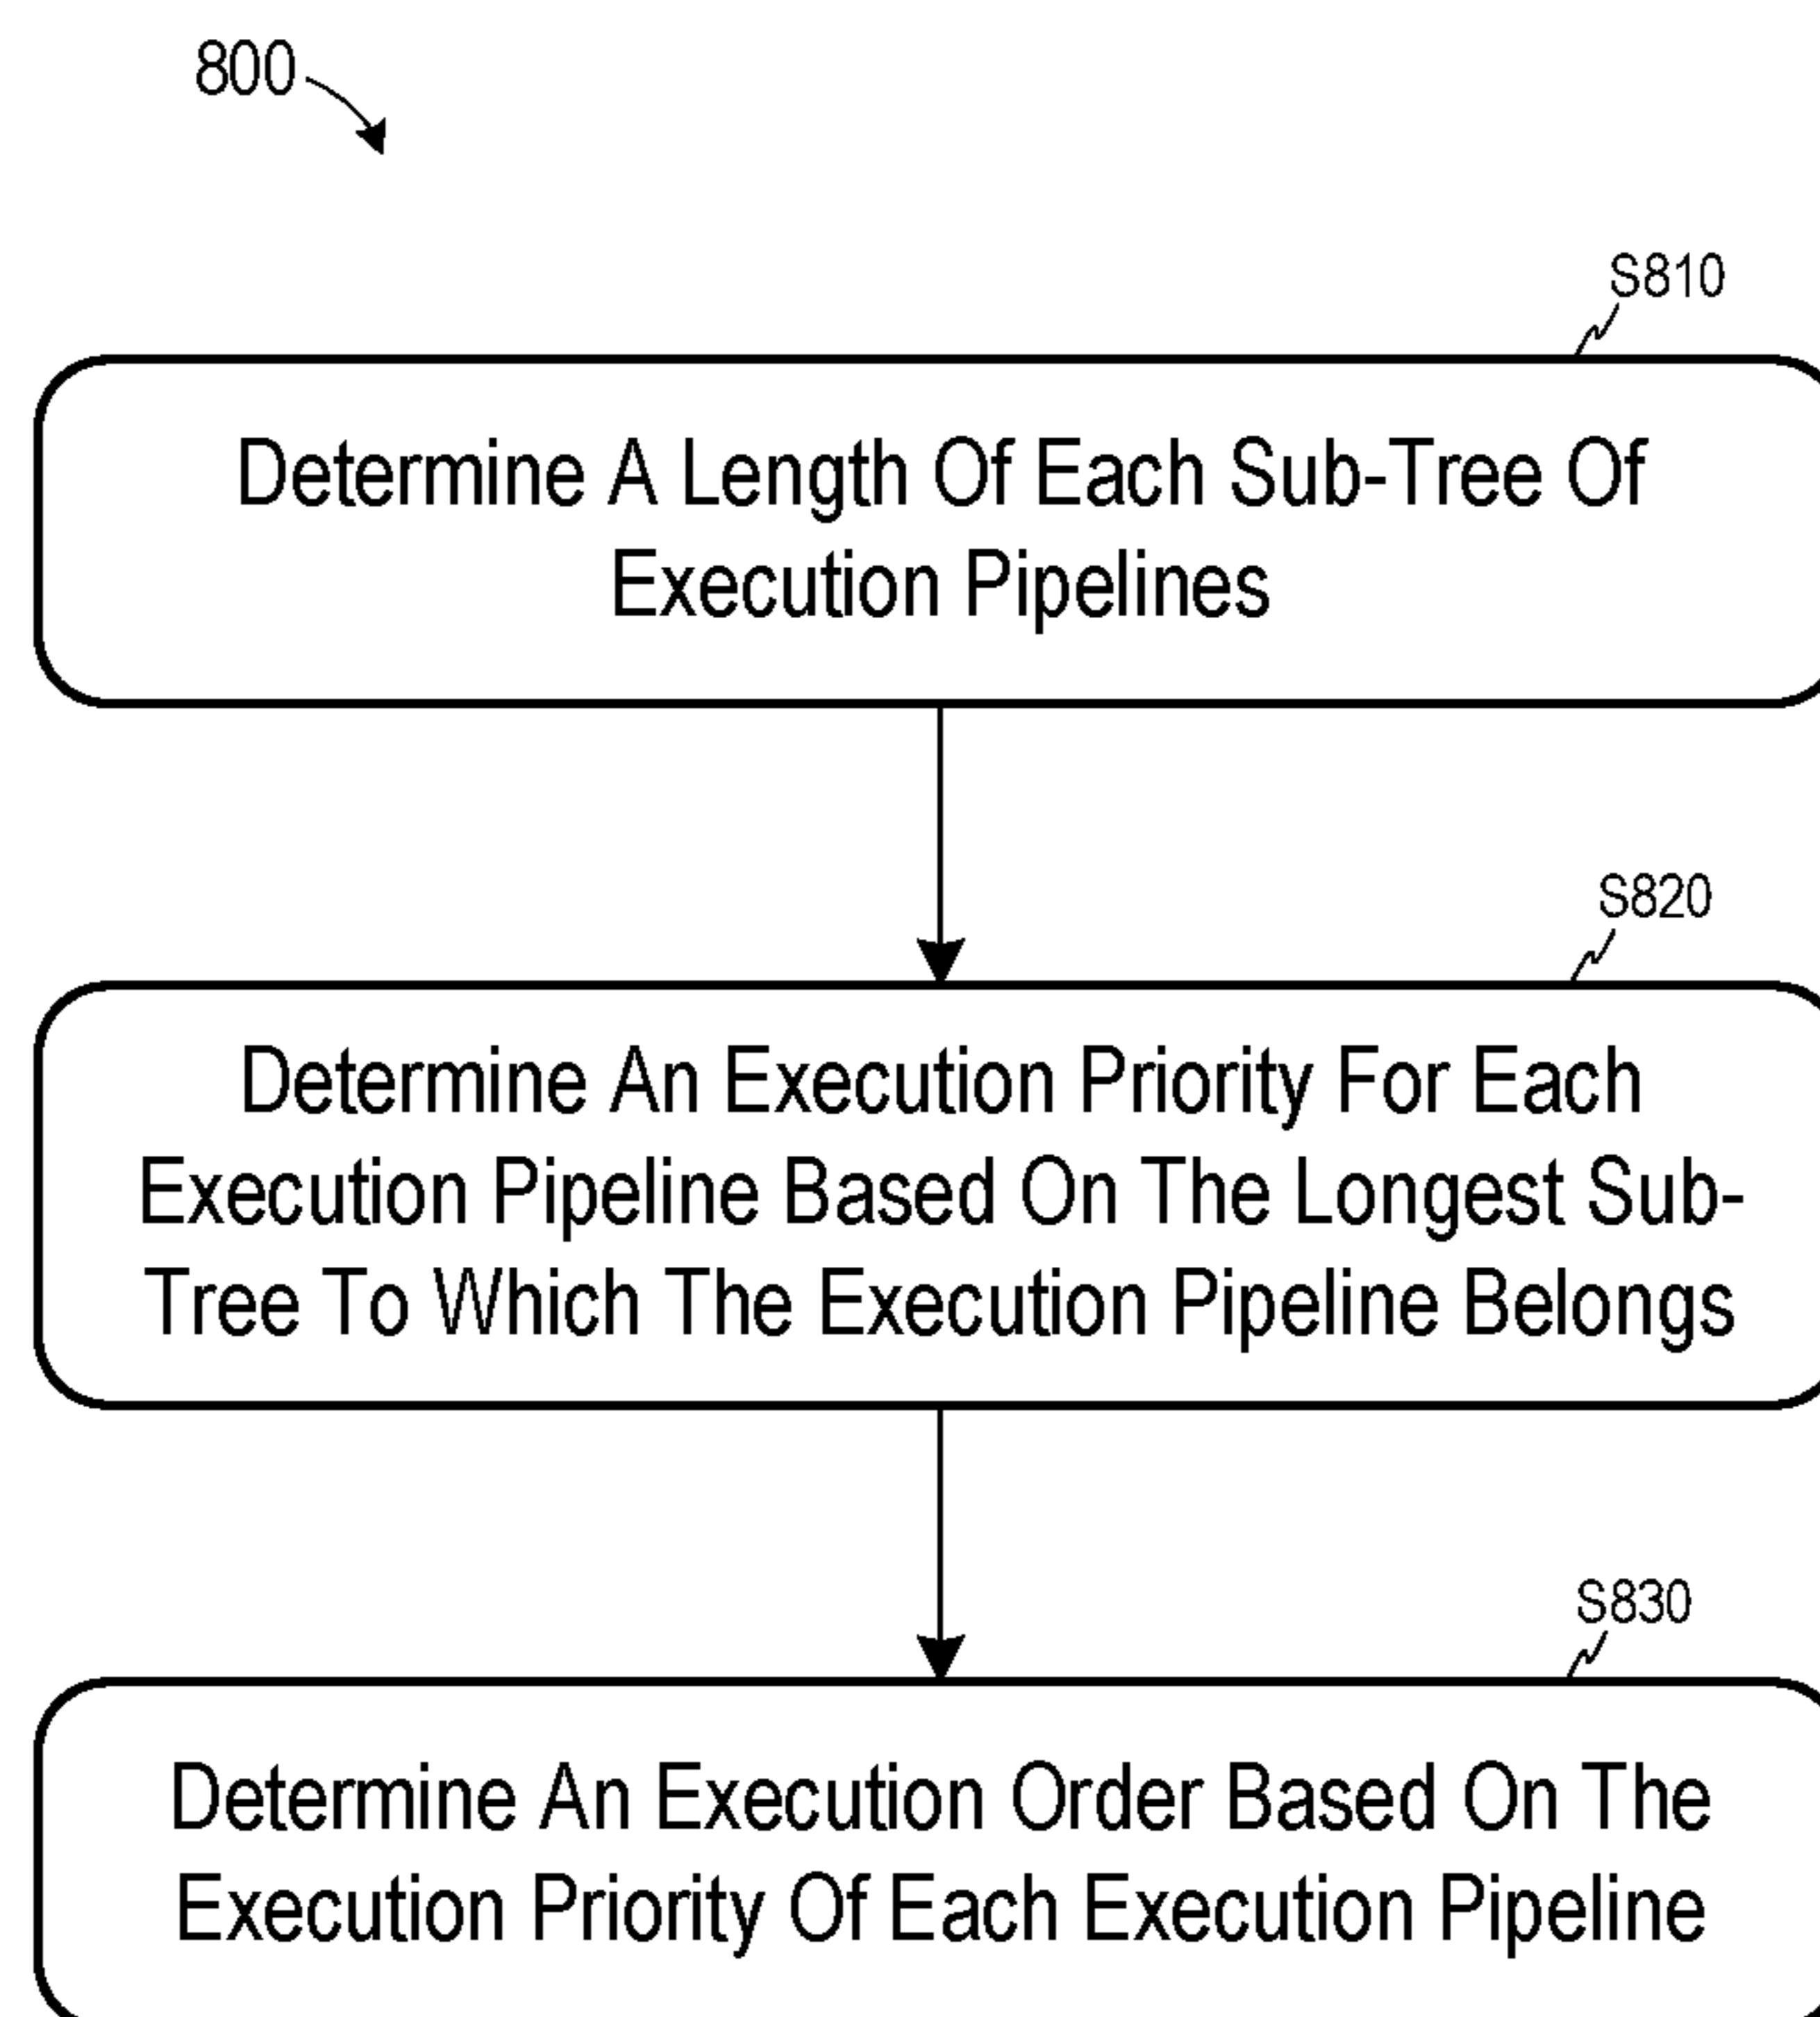 800
S810
Determine A Length Of Each Sub-Tree Of
Execution Pipelines
S820
Determine An Execution Priority For Each
Execution Pipeline Based On The Longest Sub-
Tree To Which The Execution Pipeline Belongs
S830
Determine An Execution Order Based On The
Execution Priority Of Each Execution Pipeline